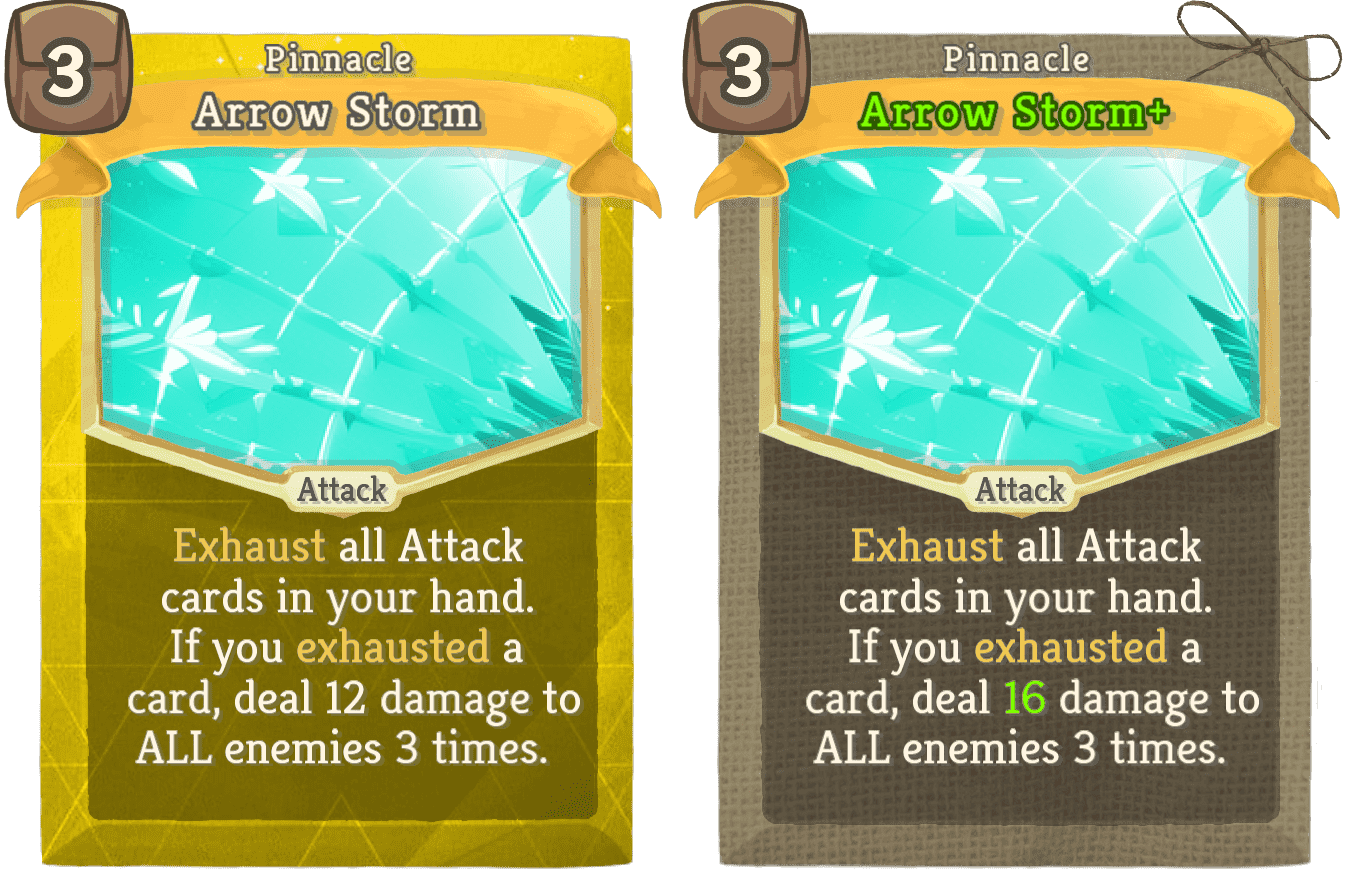 3
Pinnacle
Arrow Storm
Attack
Exhaust all Attack
cards in your hand.
If you exhausted a
card, deal 12 damage to
ALL enemies 3 times.
3
Pinnacle
Arrow Storm+
Attack
Exhaust all Attack
cards in your hand.
If you exhausted a
card, deal 16 damage to
ALL enemies 3 times.